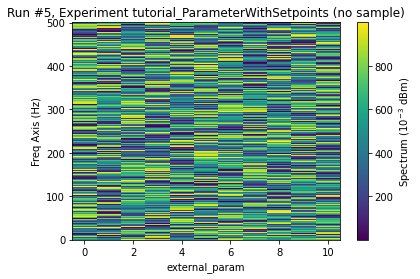 Run #5, Experiment tutorial_ParameterWithSetpoints (no sample)
500
400
300
200
100
0
Freq Axis (Hz)
0 2 4 6 8 10
external_param
800
600
400
200
Spectrum (10⁻³ dBm)